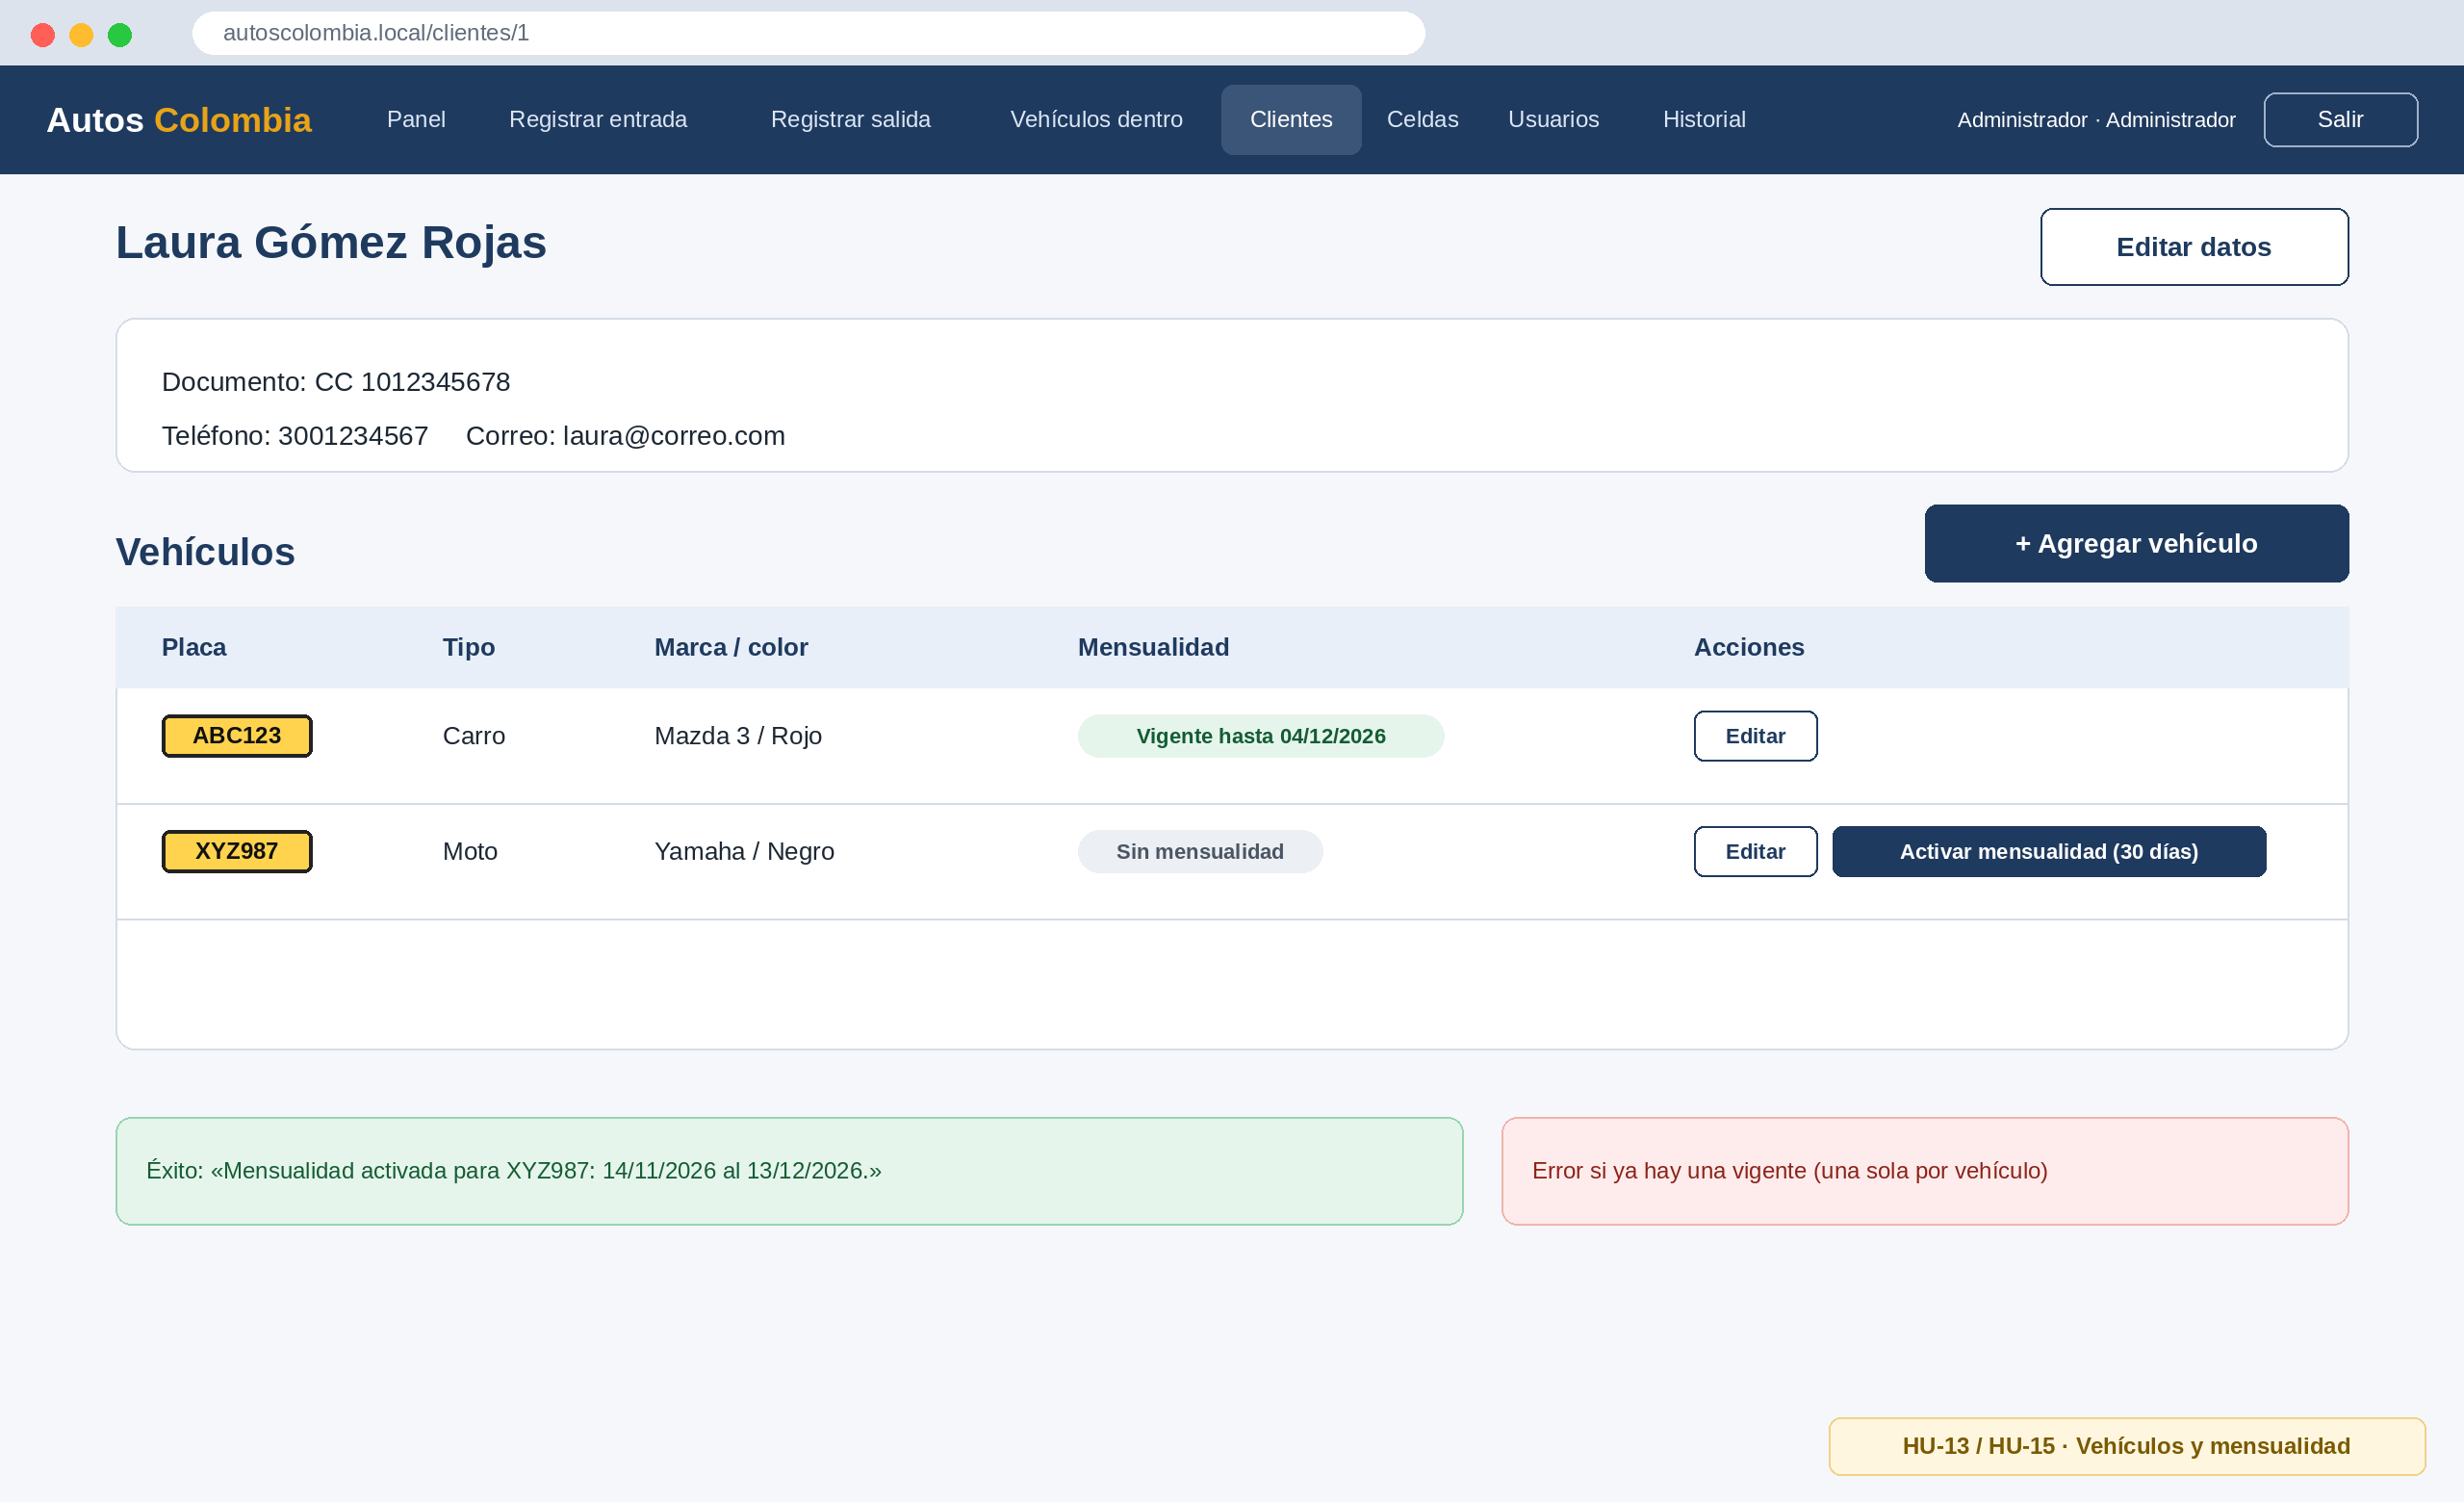 autoscolombia.local/clientes/1
Autos Colombia Panel Registrar entrada Registrar salida Vehículos dentro Clientes Celdas Usuarios Historial Administrador · Administrador Salir
Laura Gómez Rojas Editar datos
Documento: CC 1012345678
Teléfono: 3001234567 Correo: laura@correo.com
Vehículos + Agregar vehículo
Placa Tipo Marca / color Mensualidad Acciones
ABC123 Carro Mazda 3 / Rojo Vigente hasta 04/12/2026 Editar
XYZ987 Moto Yamaha / Negro Sin mensualidad Editar Activar mensualidad (30 días)
Éxito: «Mensualidad activada para XYZ987: 14/11/2026 al 13/12/2026.» Error si ya hay una vigente (una sola por vehículo)
HU-13 / HU-15 · Vehículos y mensualidad